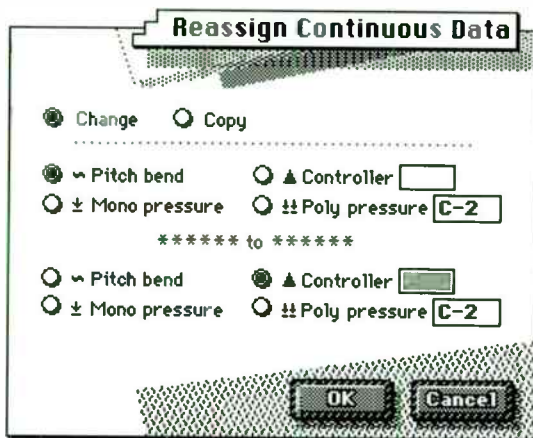 Reassign Continuous Data
Change Copy
Pitch bend Controller
Mono pressure Poly pressure C-2
****** to ******
Pitch bend Controller
Mono pressure Poly pressure C-2
OK Cancel